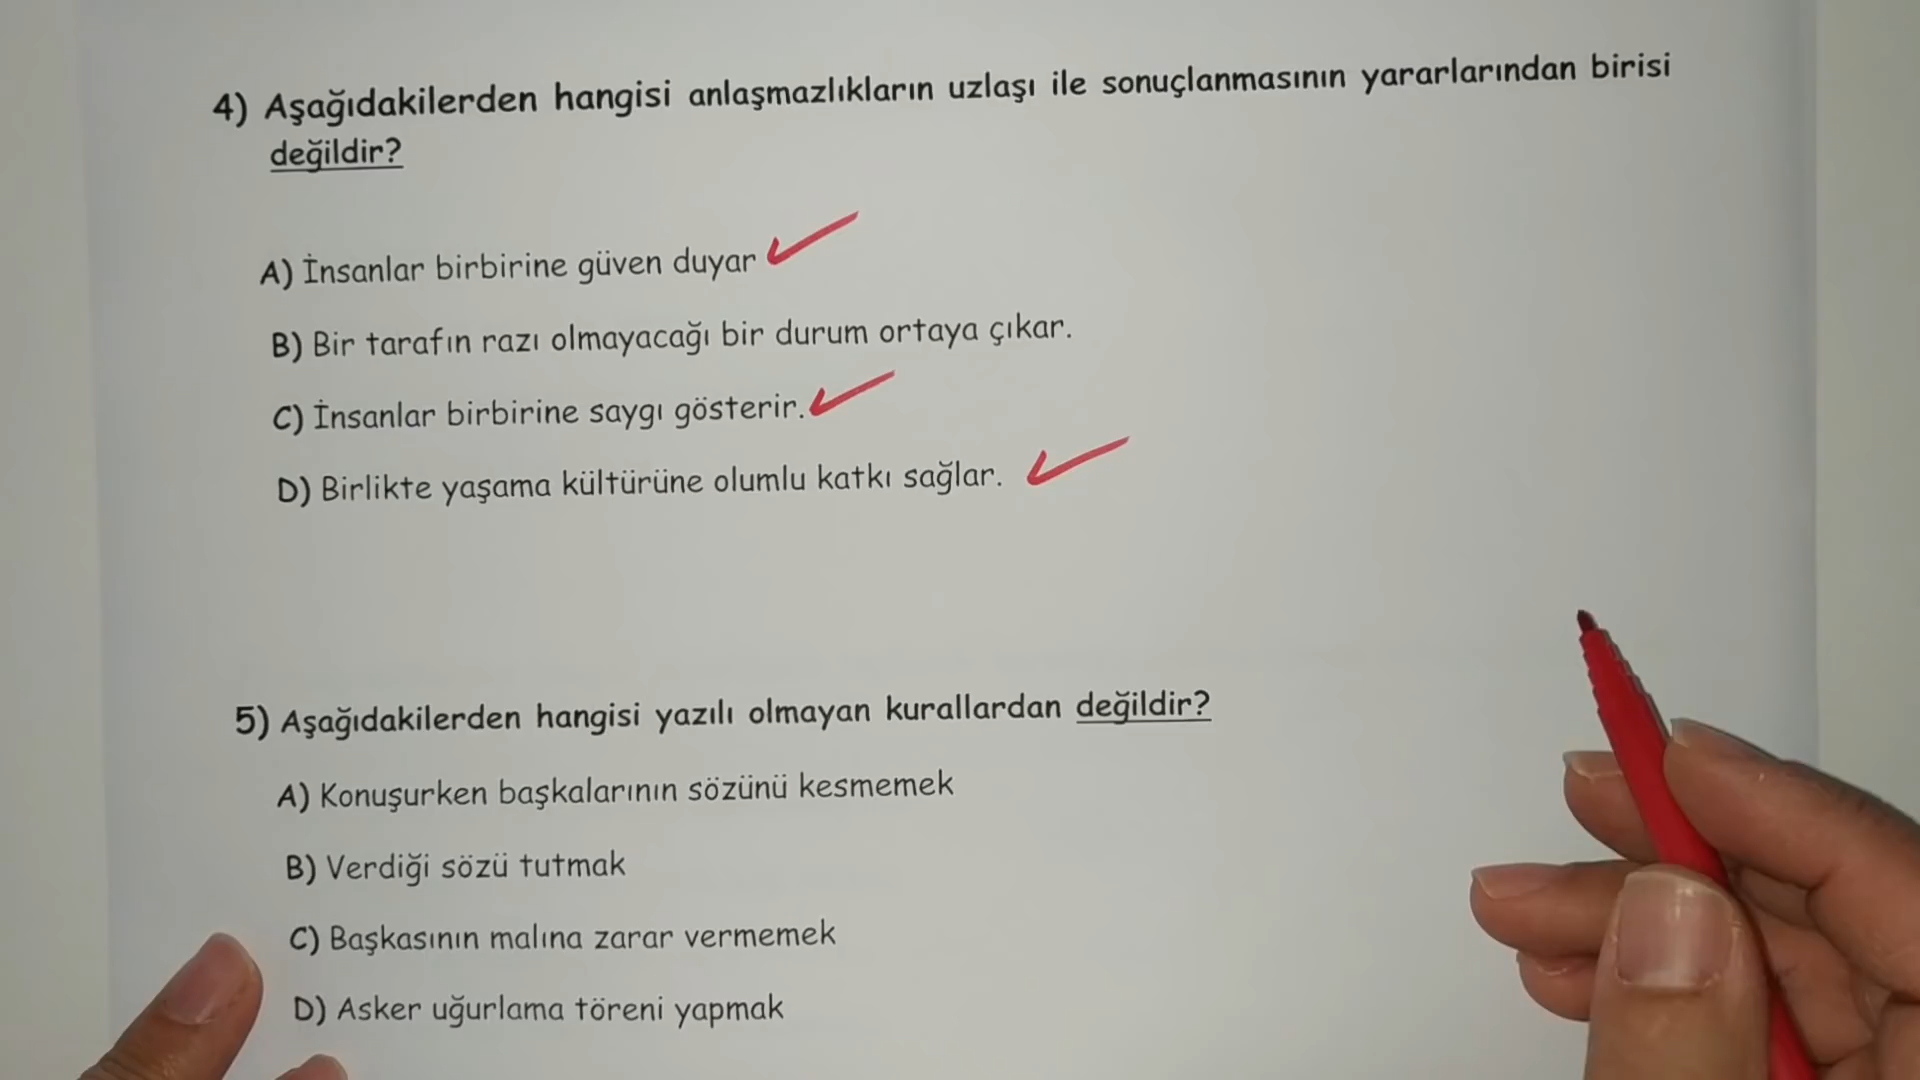 4) Aşağıdakilerden hangisi anlaşmazlıkların uzlaşı ile sonuçlanmasının yararlarından birisi
değildir?
A) İnsanlar birbirine güven duyar
B) Bir tarafın razı olmayacağı bir durum ortaya çıkar.
C) İnsanlar birbirine saygı gösterir.
D) Birlikte yaşama kültürüne olumlu katkı sağlar.
5) Aşağıdakilerden hangisi yazılı olmayan kurallardan değildir?
A) Konuşurken başkalarının sözünü kesmemek
B) Verdiği sözü tutmak
C) Başkasının malına zarar vermemek
D) Asker uğurlama töreni yapmak